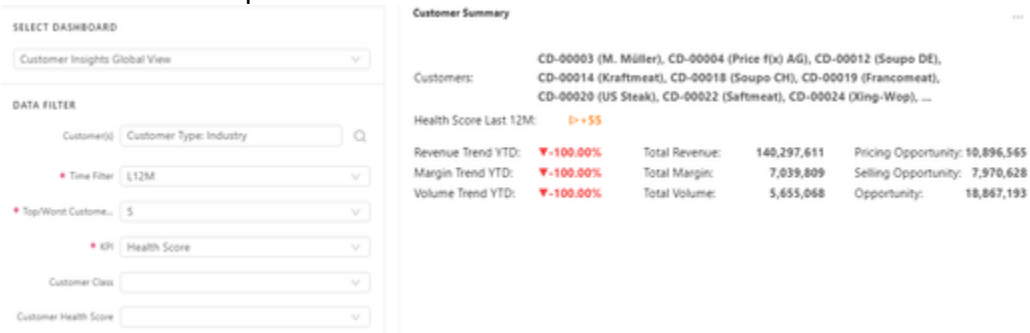 SELECT DASHBOARD
Customer Insights Global View
DATA FILTER
Customer(s) Customer Type: Industry
* Time Filter L12M
* Top/Worst Custome... 5
* KPI Health Score
Customer Class
Customer Health Score
Customer Summary
...
Customers: CD-00003 (M. Müller), CD-00004 (Price f(x) AG), CD-00012 (Soupo DE),
CD-00014 (Kraftmeat), CD-00018 (Soupo CH), CD-00019 (Francomeat),
CD-00020 (US Steak), CD-00022 (Saftmeat), CD-00024 (Xing-Wop), ...
Health Score Last 12M: +55
Revenue Trend YTD: ▼-100.00% Total Revenue: 140,297,611 Pricing Opportunity: 10,896,565
Margin Trend YTD: ▼-100.00% Total Margin: 7,039,809 Selling Opportunity: 7,970,628
Volume Trend YTD: ▼-100.00% Total Volume: 5,655,068 Opportunity: 18,867,193